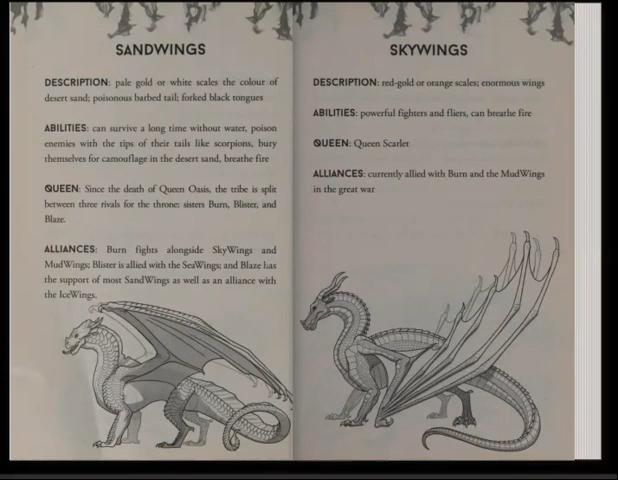 SANDWINGS
DESCRIPTION: pale gold or white scales the colour of
desert sand; poisonous barbed tail; forked black tongues
ABILITIES: can survive a long time without water, poison
enemies with the tips of their tails like scorpions, bury
themselves for camouflage in the desert sand, breathe fire
QUEEN: Since the death of Queen Oasis, the tribe is split
between three rivals for the throne: sisters Burn, Blister, and
Blaze.
ALLIANCES: Burn fights alongside SkyWings and
MudWings; Blister is allied with the SeaWings; and Blaze has
the support of most SandWings as well as an alliance with
the IceWings.
SKYWINGS
DESCRIPTION: red-gold or orange scales; enormous wings
ABILITIES: powerful fighters and fliers, can breathe fire
QUEEN: Queen Scarlet
ALLIANCES: currently allied with Burn and the MudWings
in the great war